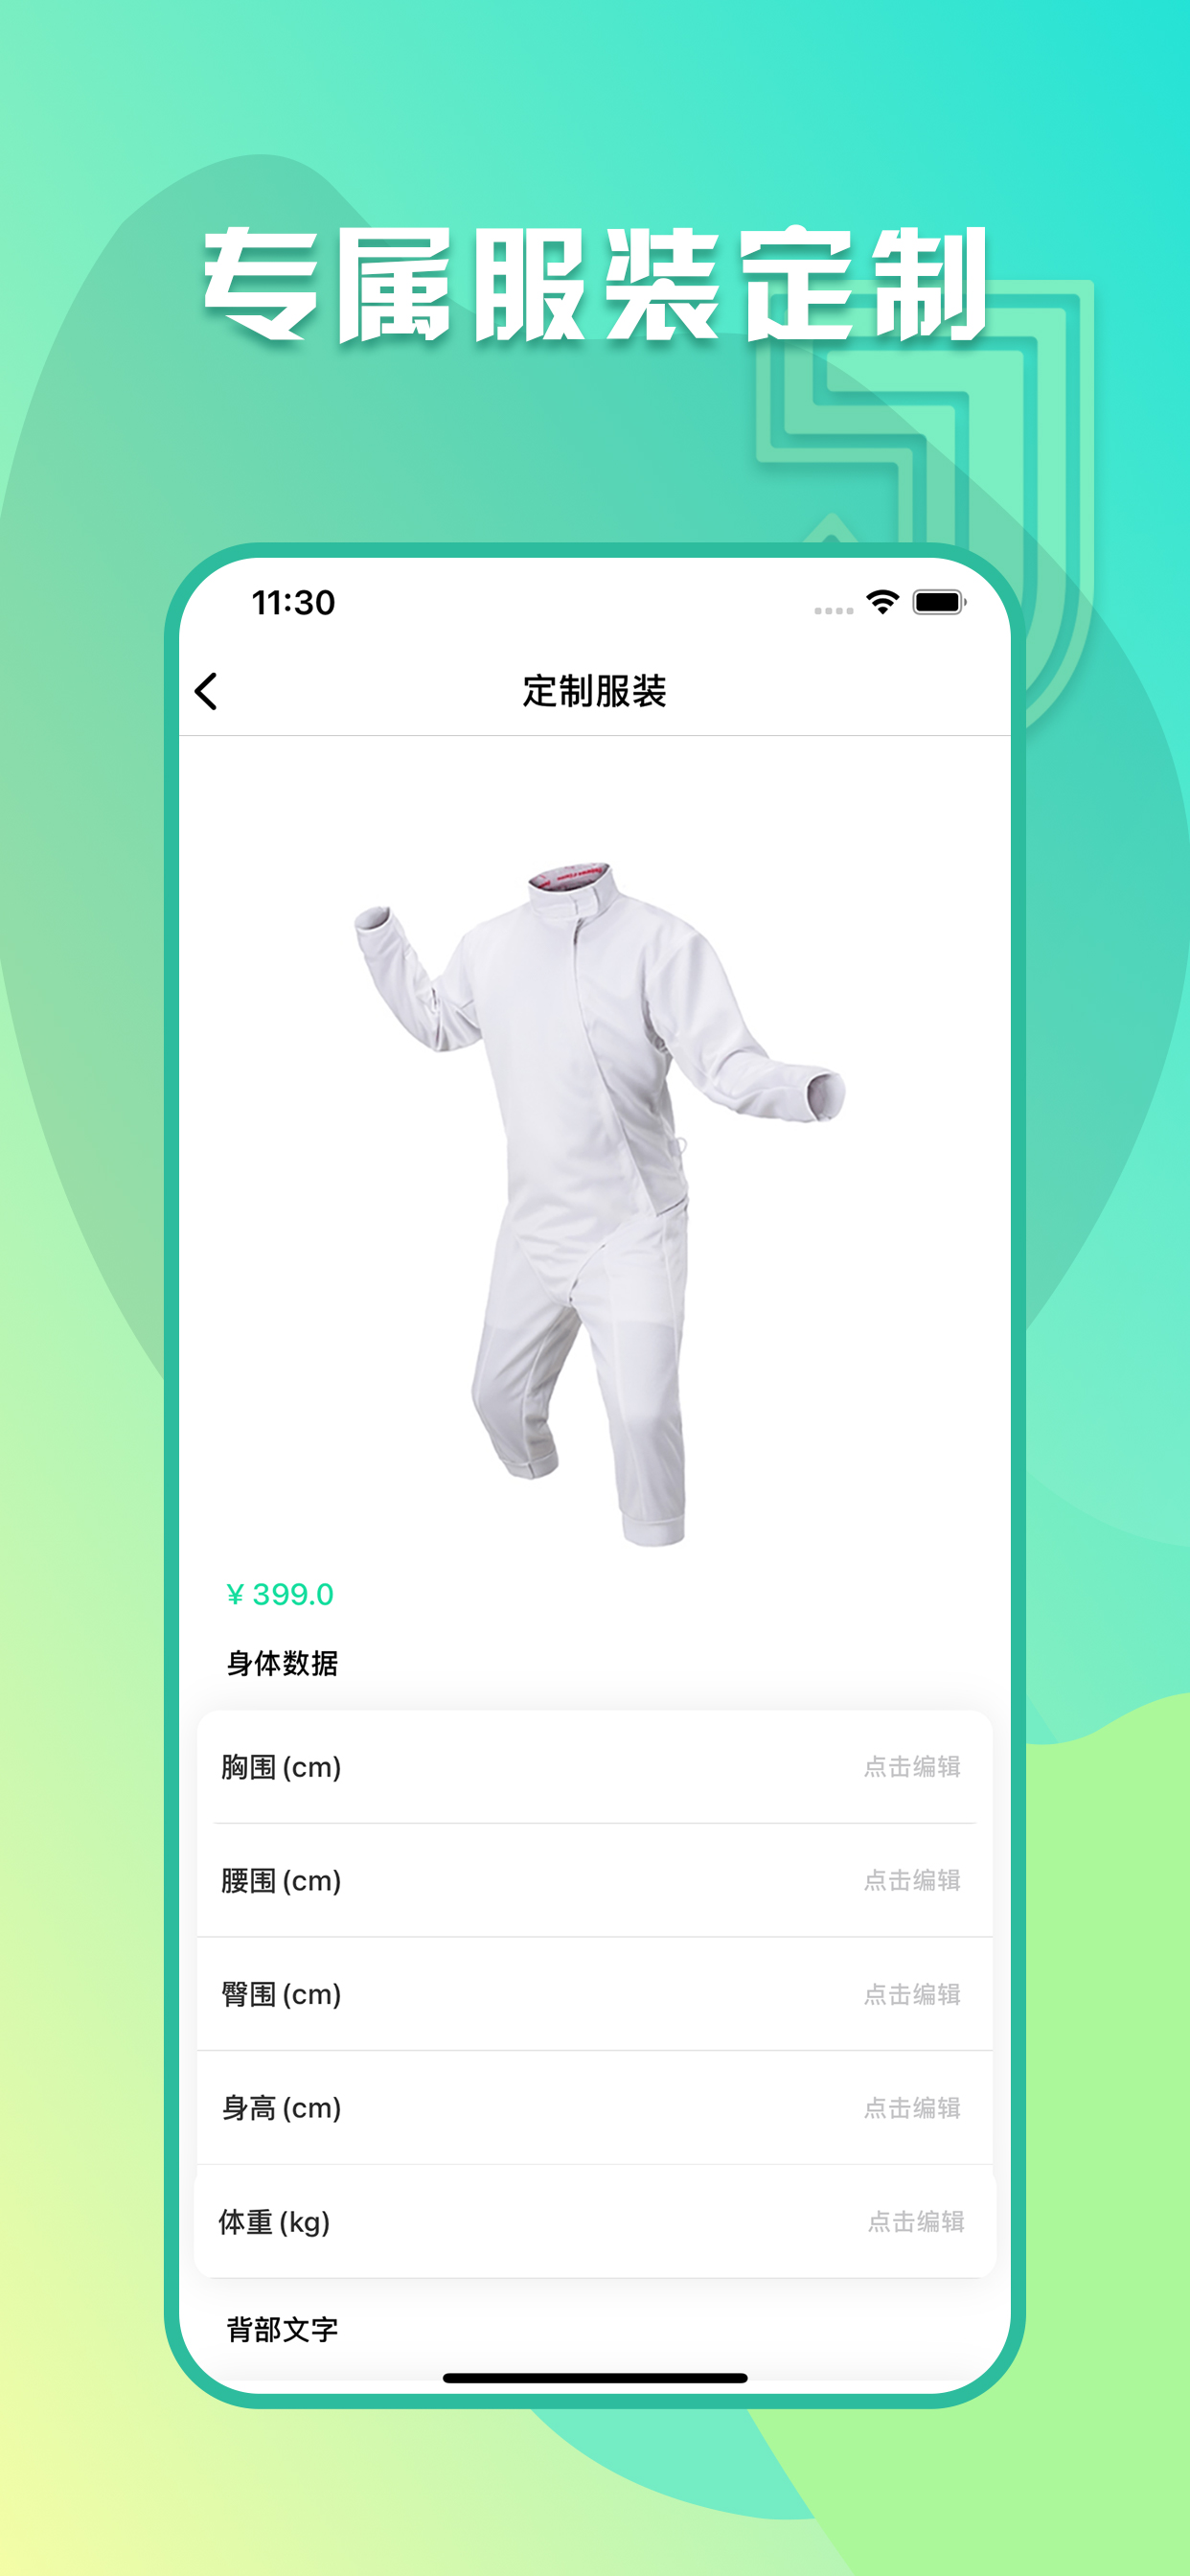 专属服装定制
11:30
定制服装
¥ 399.0
身体数据
胸围 (cm) 点击编辑
腰围 (cm) 点击编辑
臀围 (cm) 点击编辑
身高 (cm) 点击编辑
体重 (kg) 点击编辑
背部文字